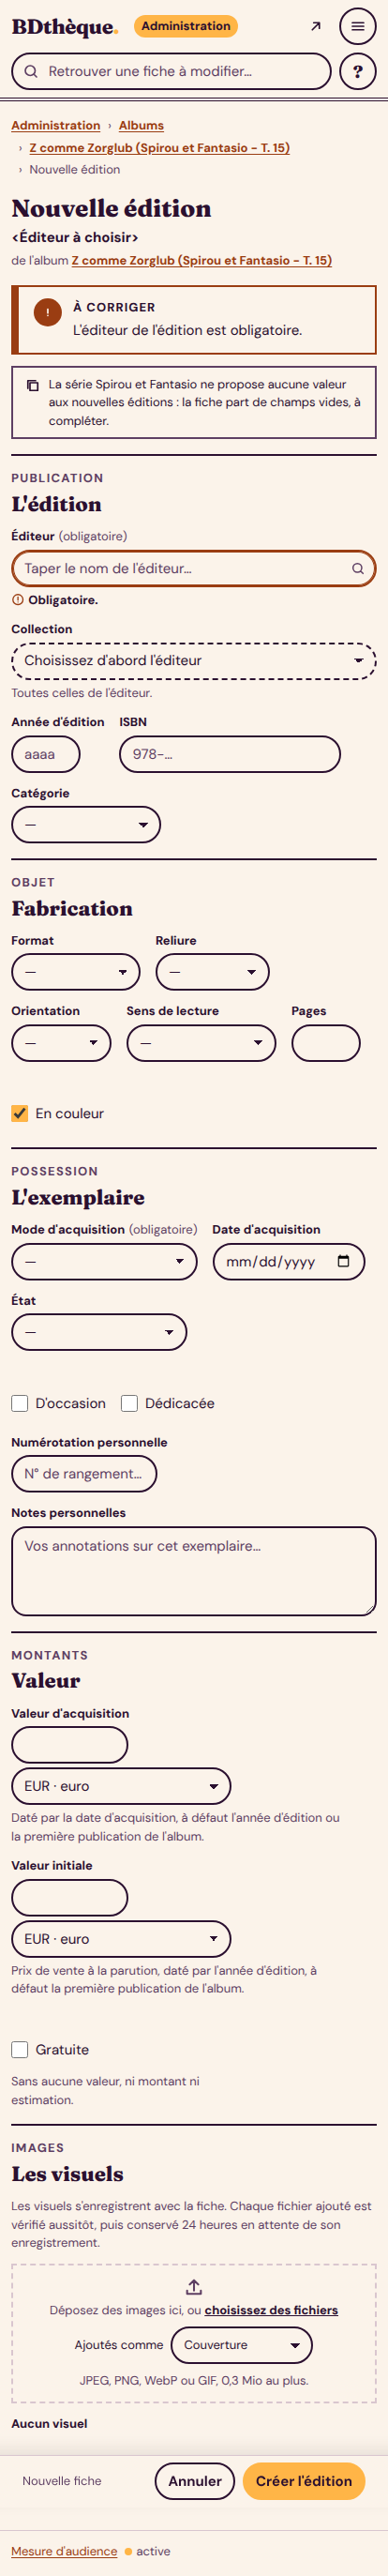 BDthèque.
Administration
Retrouver une fiche à modifier...
?
Administration › Albums
› Z comme Zorglub (Spirou et Fantasio - T. 15)
› Nouvelle édition
Nouvelle édition
<Éditeur à choisir>
de l'album Z comme Zorglub (Spirou et Fantasio - T. 15)
À CORRIGER
L'éditeur de l'édition est obligatoire.
La série Spirou et Fantasio ne propose aucune valeur
aux nouvelles éditions : la fiche part de champs vides, à
compléter.
PUBLICATION
L'édition
Éditeur (obligatoire)
Taper le nom de l'éditeur...
Obligatoire.
Collection
Choisissez d'abord l'éditeur
Toutes celles de l'éditeur.
Année d'édition ISBN
aaaa 978-...
Catégorie
—
OBJET
Fabrication
Format Reliure
— —
Orientation Sens de lecture Pages
— —
En couleur
POSSESSION
L'exemplaire
Mode d'acquisition (obligatoire) Date d'acquisition
— mm/dd/yyyy
État
—
D'occasion Dédicacée
Numérotation personnelle
N° de rangement...
Notes personnelles
Vos annotations sur cet exemplaire...
MONTANTS
Valeur
Valeur d'acquisition
EUR · euro
Daté par la date d'acquisition, à défaut l'année d'édition ou
la première publication de l'album.
Valeur initiale
EUR · euro
Prix de vente à la parution, daté par l'année d'édition, à
défaut la première publication de l'album.
Gratuite
Sans aucune valeur, ni montant ni
estimation.
IMAGES
Les visuels
Les visuels s'enregistrent avec la fiche. Chaque fichier ajouté est
vérifié aussitôt, puis conservé 24 heures en attente de son
enregistrement.
Déposez des images ici, ou choisissez des fichiers
Ajoutés comme Couverture
JPEG, PNG, WebP ou GIF, 0,3 Mio au plus.
Aucun visuel
Nouvelle fiche Annuler Créer l'édition
Mesure d'audience active